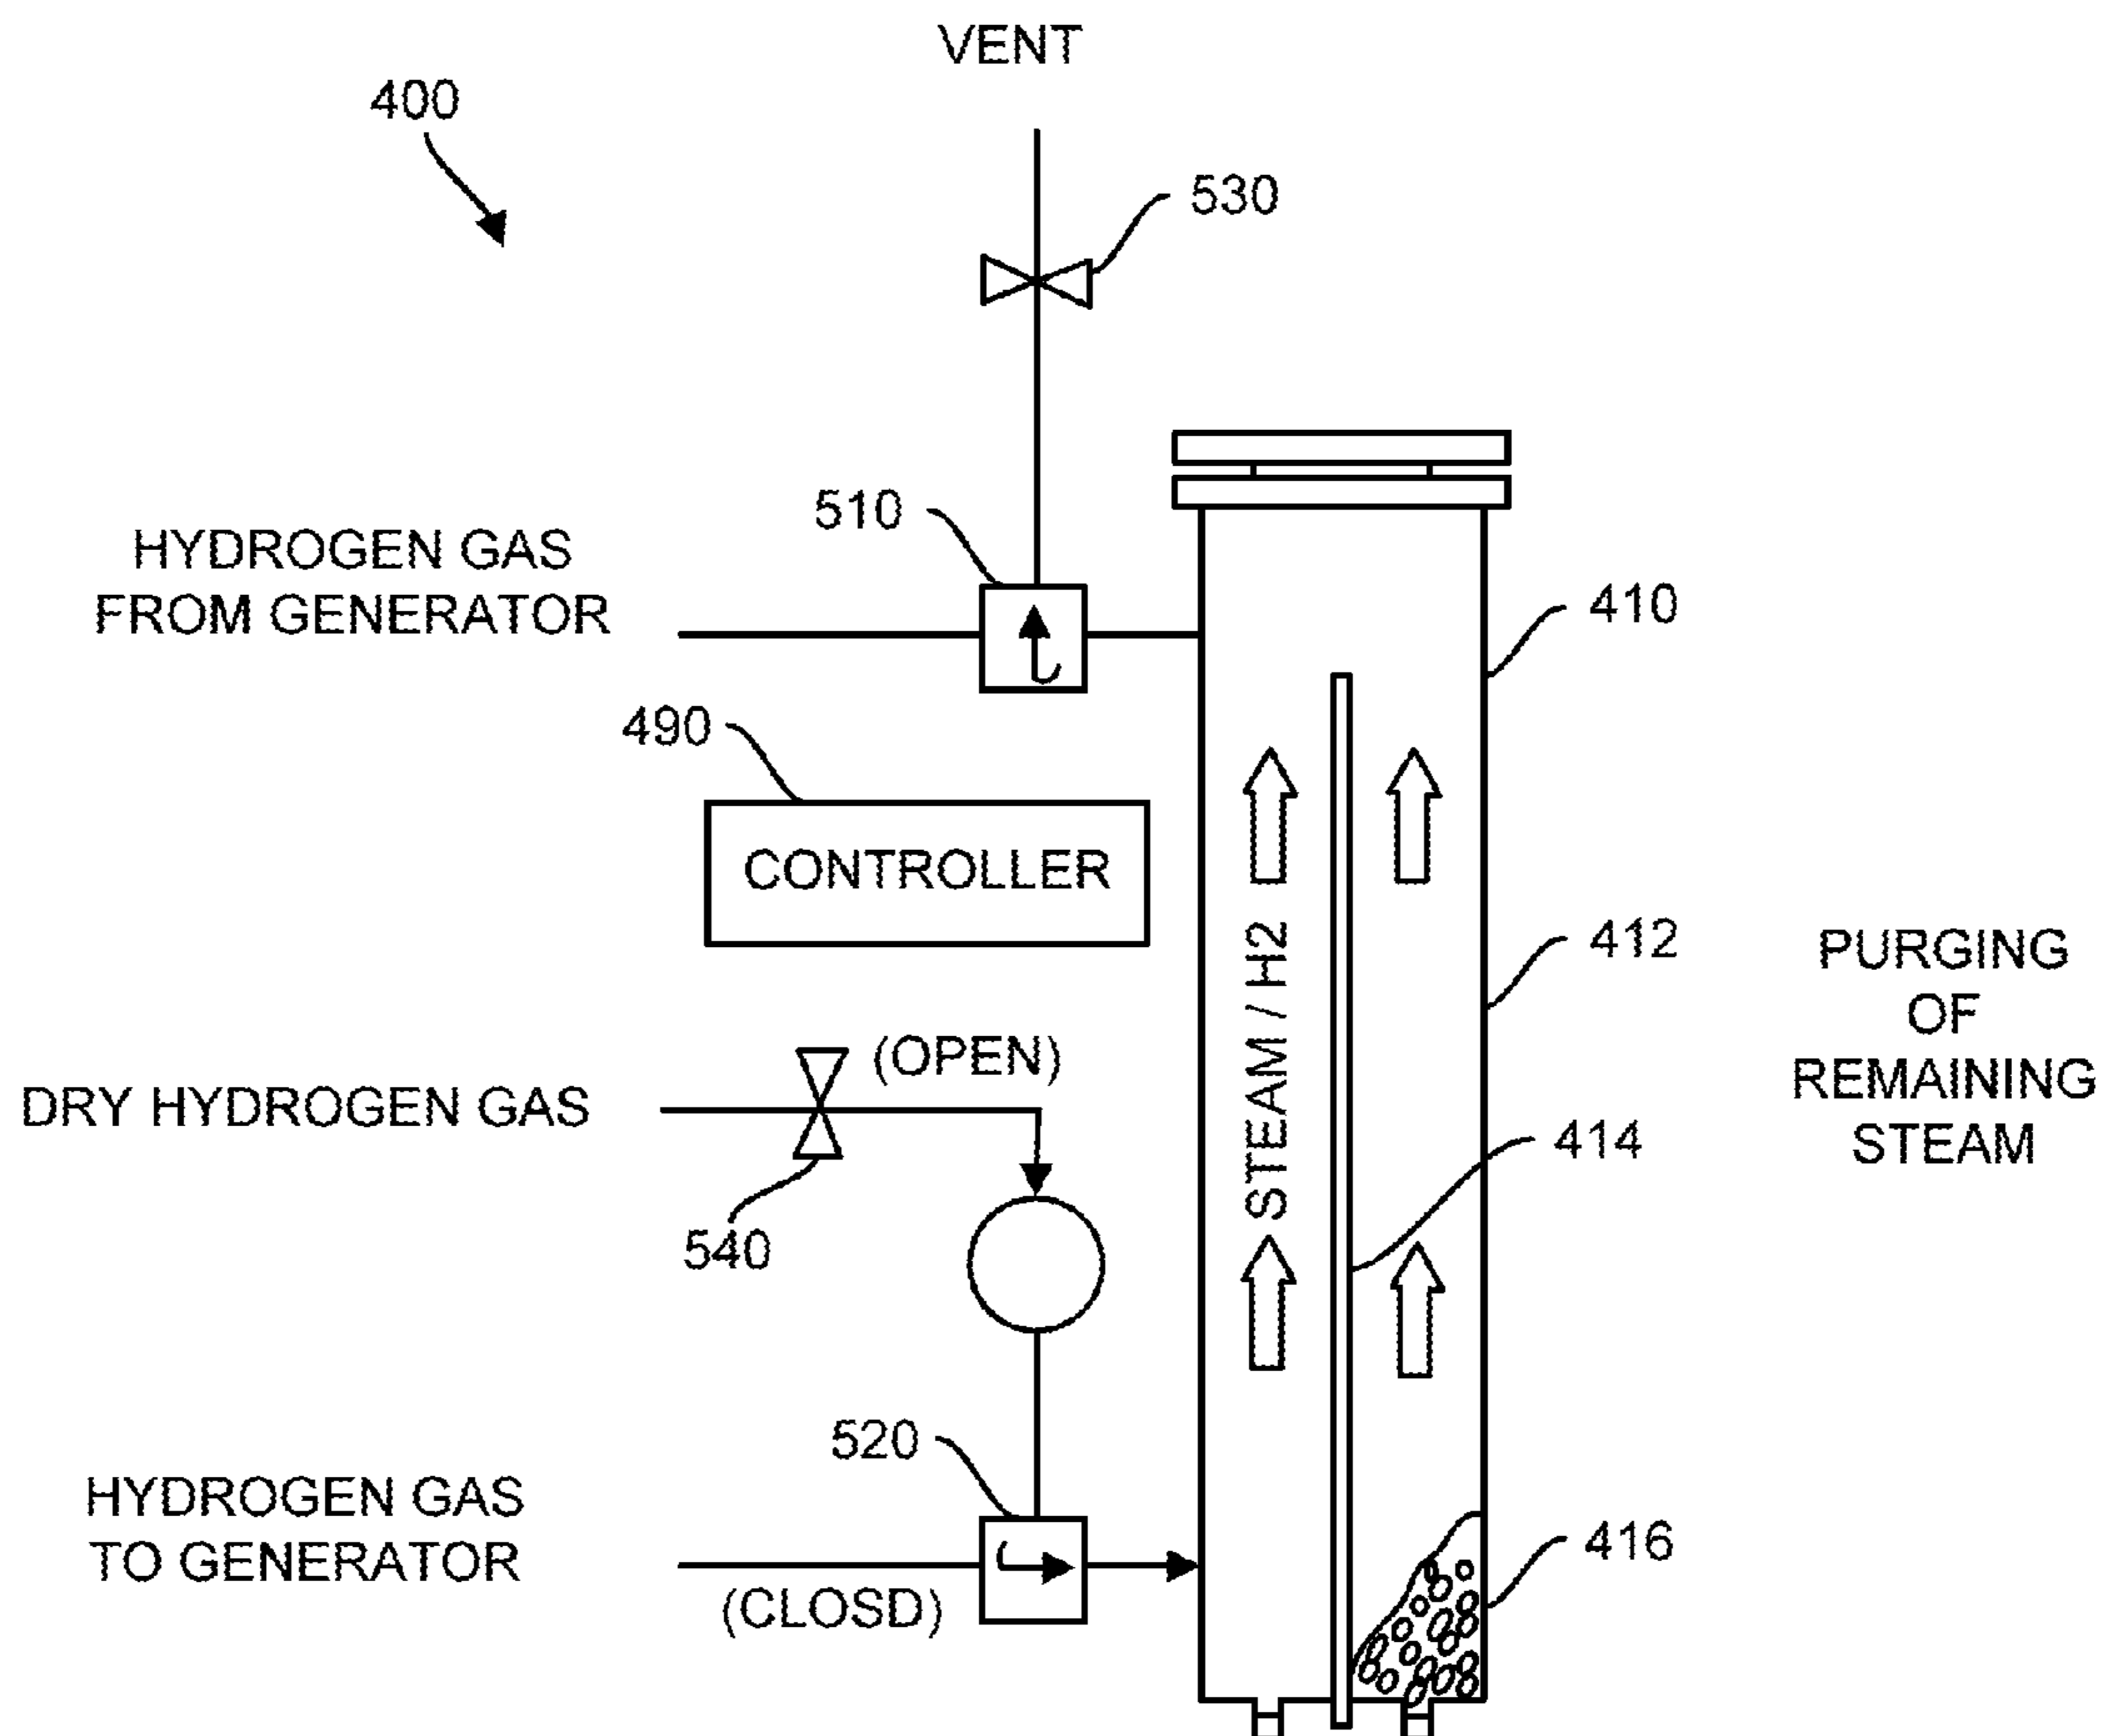 VENT
400
530
510
HYDROGEN GAS
FROM GENERATOR
410
490
CONTROLLER
412
PURGING
OF
REMAINING
STEAM
STEAM / H2
(OPEN)
DRY HYDROGEN GAS
414
540
520
HYDROGEN GAS
TO GENERATOR
(CLOSD)
416